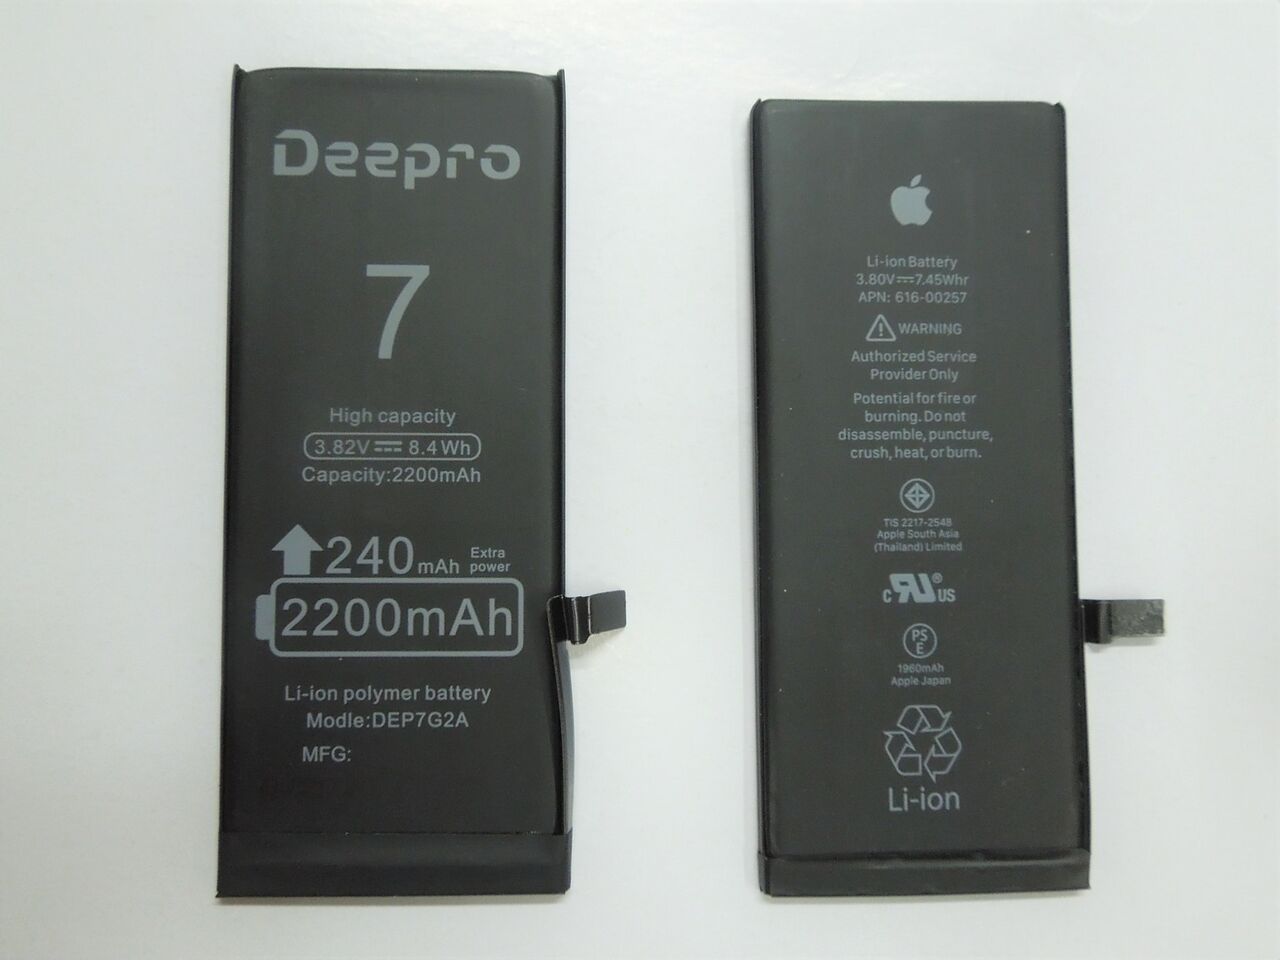 Deepro
7
High capacity
3.82V⎓8.4Wh
Capacity:2200mAh
240mAh Extra power
2200mAh
Li-ion polymer battery
Modle:DEP7G2A
MFG:
Li-ion Battery
3.80V⎓7.45Whr
APN: 616-00257
WARNING
Authorized Service
Provider Only
Potential for fire or
burning. Do not
disassemble, puncture,
crush, heat, or burn.
TIS 2217-2548
Apple South Asia
(Thailand) Limited
c RU® US
PS
E
1960mAh
Apple Japan
Li-ion